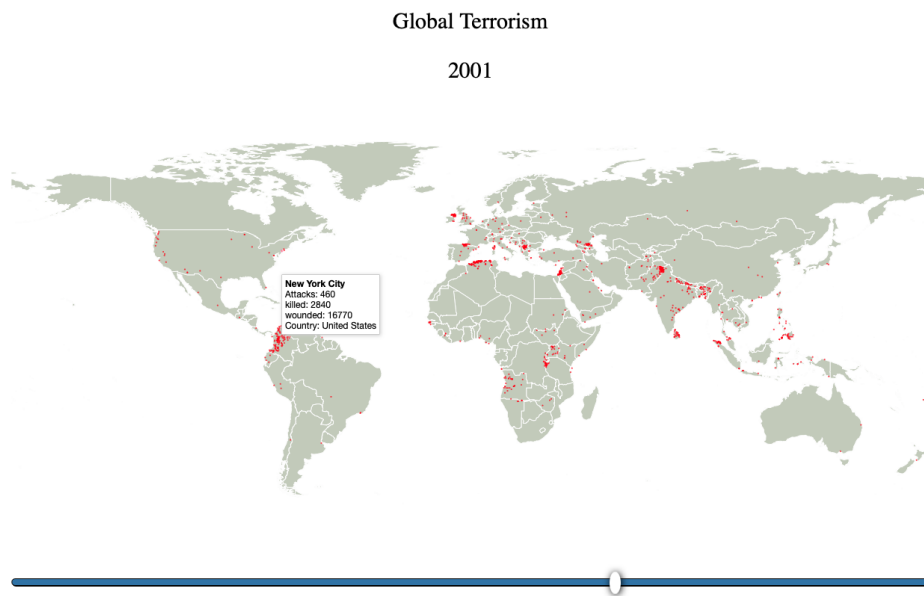 Global Terrorism
2001
New York City
Attacks: 460
killed: 2840
wounded: 16770
Country: United States